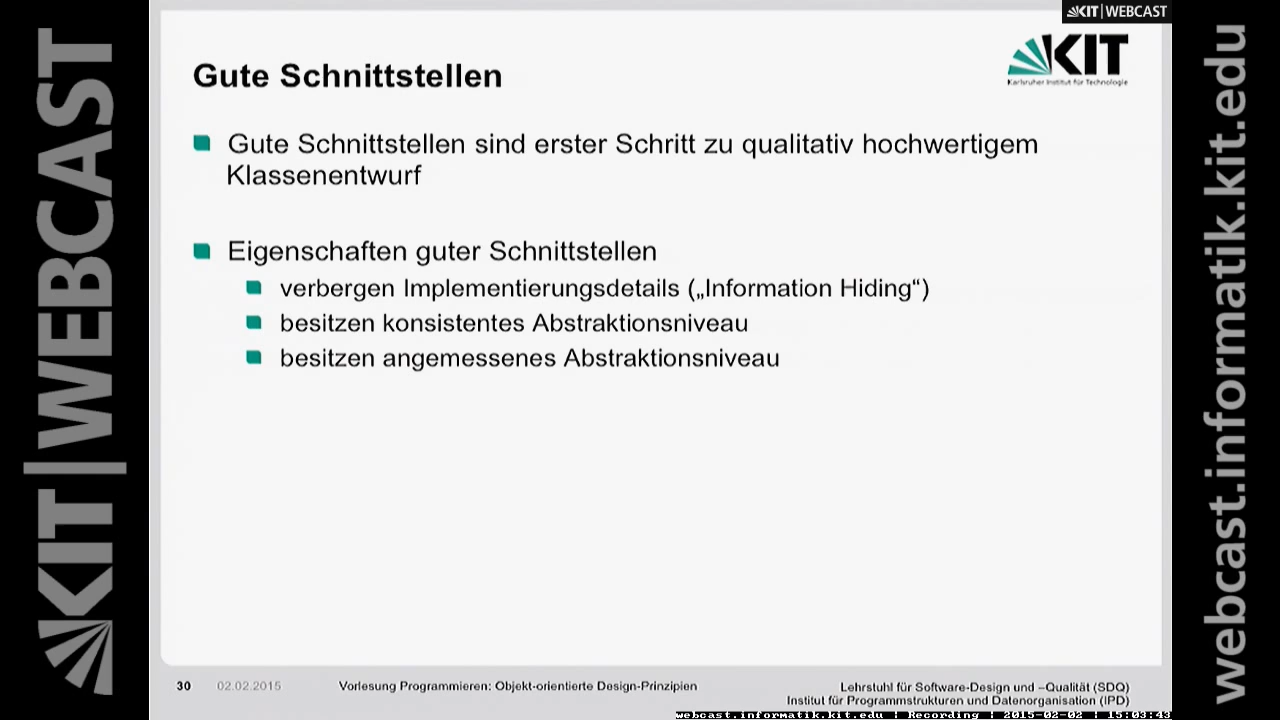 KIT|WEBCAST
KIT|WEBCAST
webcast.informatik.kit.edu
KIT
Karlsruher Institut für Technologie
Gute Schnittstellen
Gute Schnittstellen sind erster Schritt zu qualitativ hochwertigem
Klassenentwurf
Eigenschaften guter Schnittstellen
verbergen Implementierungsdetails („Information Hiding“)
besitzen konsistentes Abstraktionsniveau
besitzen angemessenes Abstraktionsniveau
30 02.02.2015 Vorlesung Programmieren: Objekt-orientierte Design-Prinzipien
Lehrstuhl für Software-Design und –Qualität (SDQ)
Institut für Programmstrukturen und Datenorganisation (IPD)
webcast.informatik.kit.edu | Recording | 2015-02-02 | 15:03:43